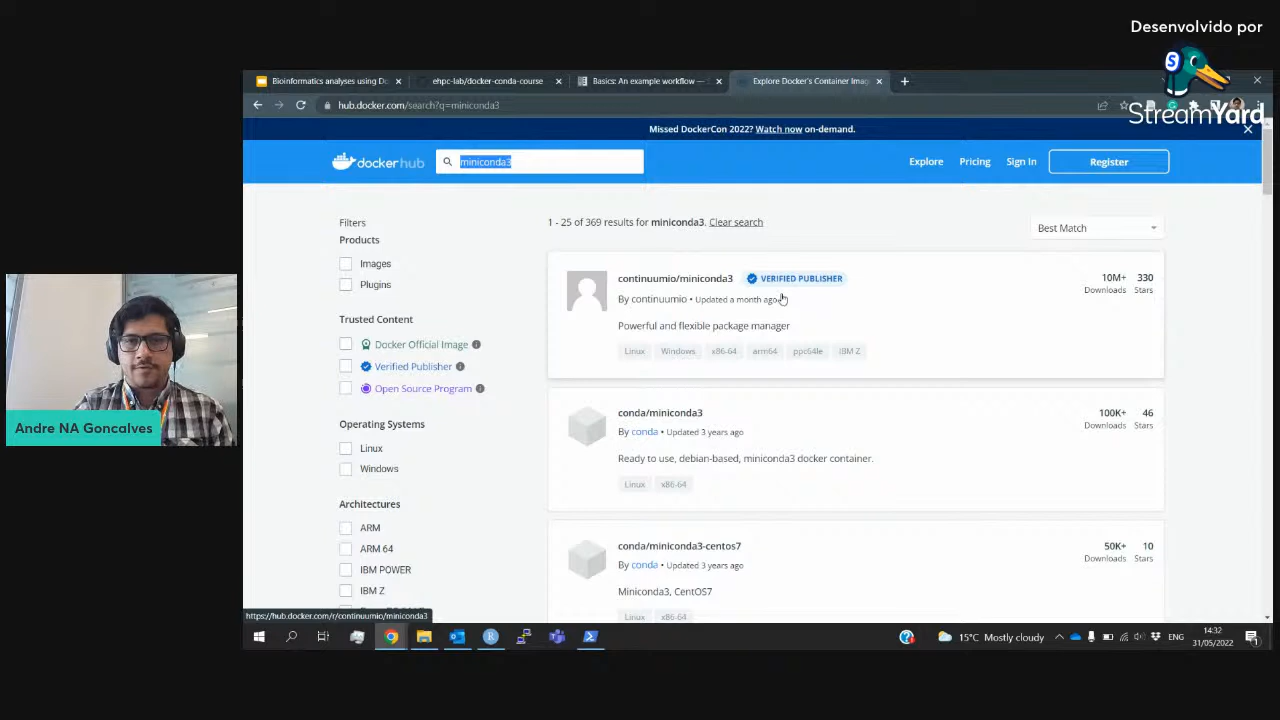 Desenvolvido por
StreamYard
Bioinformatics analyses using Do
ehpc-lab/docker-conda-course
Basics: An example workflow —
Explore Docker's Container Imag
hub.docker.com/search?q=miniconda3
Missed DockerCon 2022? Watch now on-demand.
dockerhub
miniconda3
Explore
Pricing
Sign In
Register
Filters
Products
Images
Plugins
Trusted Content
Docker Official Image
Verified Publisher
Open Source Program
Operating Systems
Linux
Windows
Architectures
ARM
ARM 64
IBM POWER
IBM Z
1 - 25 of 369 results for miniconda3. Clear search
Best Match
continuumio/miniconda3 VERIFIED PUBLISHER
By continuumio • Updated a month ago
Powerful and flexible package manager
Linux Windows x86-64 arm64 ppc64le IBM Z
10M+ 330
Downloads Stars
conda/miniconda3
By conda • Updated 3 years ago
Ready to use, debian-based, miniconda3 docker container.
Linux x86-64
100K+ 46
Downloads Stars
conda/miniconda3-centos7
By conda • Updated 3 years ago
Miniconda3, CentOS7
Linux x86-64
50K+ 10
Downloads Stars
https://hub.docker.com/r/continuumio/miniconda3
Andre NA Goncalves
15°C Mostly cloudy
ENG
14:32
31/05/2022